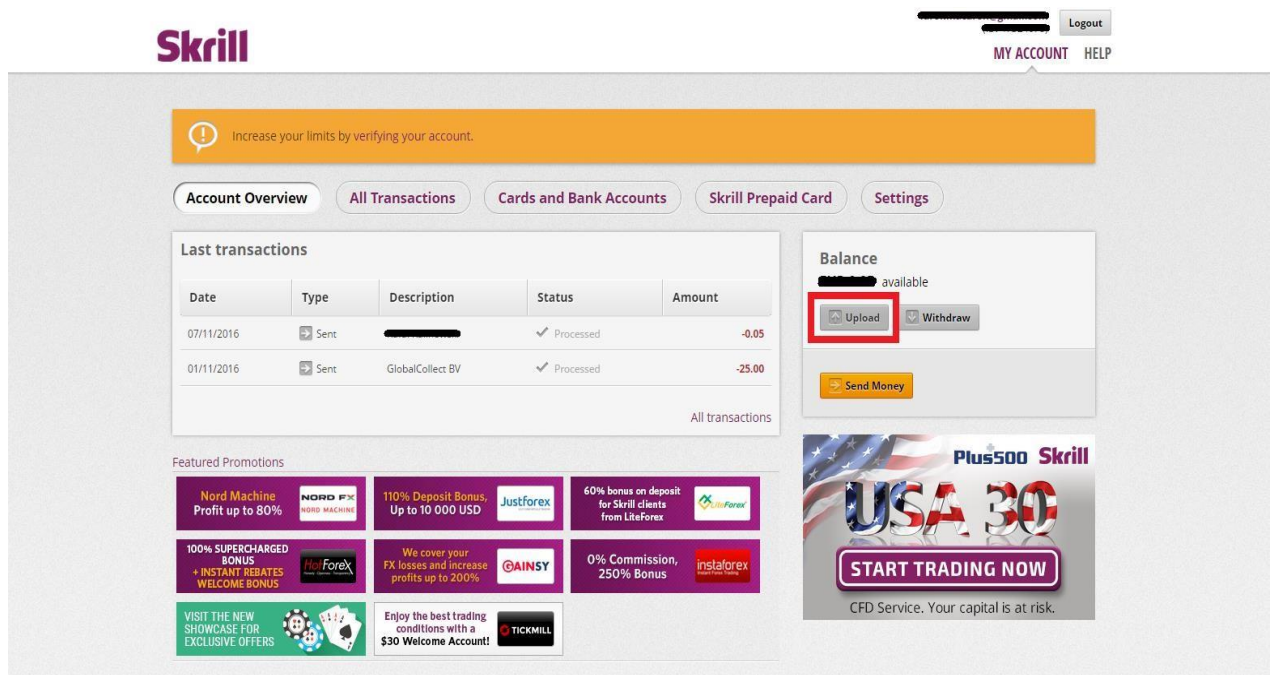 Logout
Skrill
MY ACCOUNT HELP
Increase your limits by verifying your account.
Account Overview All Transactions Cards and Bank Accounts Skrill Prepaid Card Settings
Last transactions
Date Type Description Status Amount
07/11/2016 Sent Processed -0.05
01/11/2016 Sent GlobalCollect BV Processed -25.00
All transactions
Balance
available
Upload Withdraw
Send Money
Featured Promotions
Nord Machine
Profit up to 80%
NORD FX
NORD MACHINE
110% Deposit Bonus,
Up to 10 000 USD
Justforex
60% bonus on deposit
for Skrill clients
from LiteForex
LiteForex
100% SUPERCHARGED
BONUS
+ INSTANT REBATES
WELCOME BONUS
HotForex
We cover your
FX losses and increase
profits up to 200%
GAINSY
0% Commission,
250% Bonus
instaforex
Instant Forex Trading
VISIT THE NEW
SHOWCASE FOR
EXCLUSIVE OFFERS
Enjoy the best trading
conditions with a
$30 Welcome Account!
TICKMILL
Plus500 Skrill
USA 30
START TRADING NOW
CFD Service. Your capital is at risk.